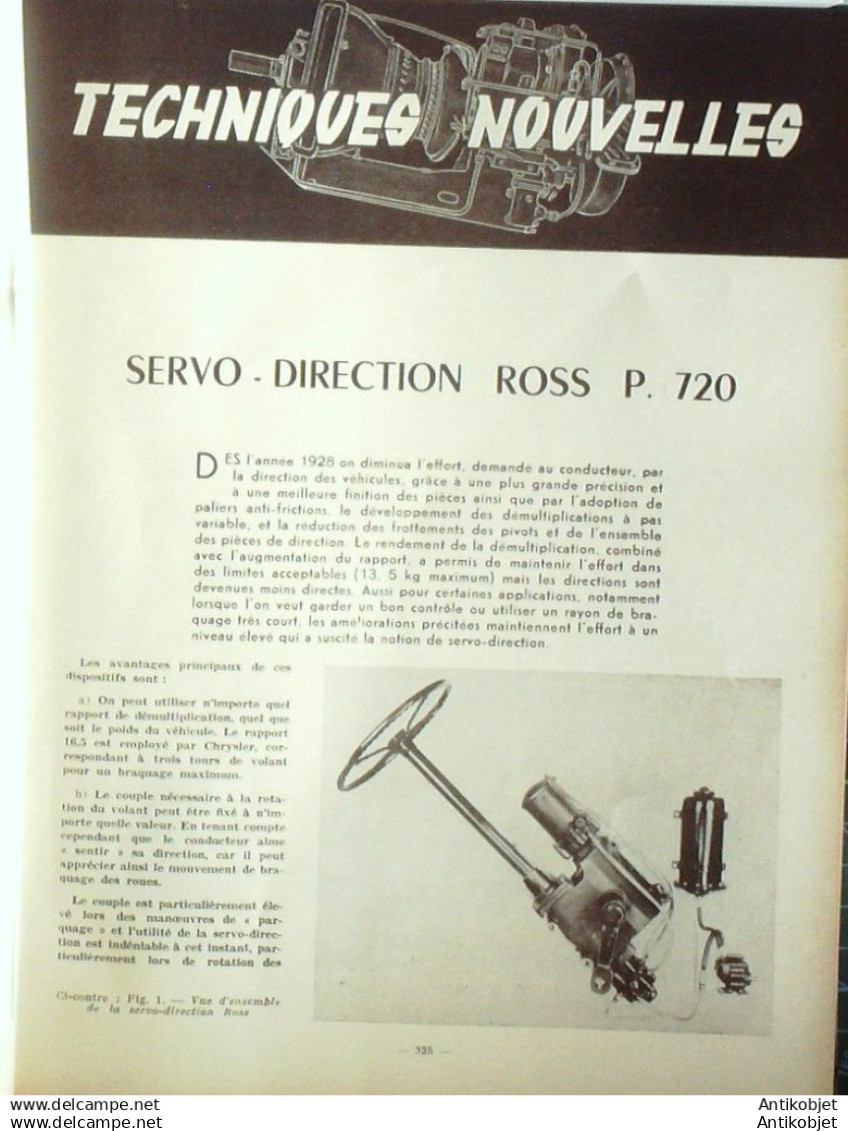 TECHNIQUES NOUVELLES
SERVO - DIRECTION ROSS P. 720
DES l'année 1928 on diminua l'effort, demandé au conducteur, par
la direction des véhicules, grâce à une plus grande précision et
à une meilleure finition des pièces ainsi que par l'adoption de
paliers anti-frictions, le développement des démultiplications à pas
variable, et la réduction des frottements des pivots et de l'ensemble
des pièces de direction. Le rendement de la démultiplication, combiné
avec l'augmentation du rapport, a permis de maintenir l'effort dans
des limites acceptables (13, 5 kg maximum) mais les directions sont
devenues moins directes. Aussi pour certaines applications, notamment
lorsque l'on veut garder un bon contrôle ou utiliser un rayon de bra-
quage très court, les améliorations précitées maintiennent l'effort à un
niveau élevé qui a suscité la notion de servo-direction.
Les avantages principaux de ces
dispositifs sont :
a) On peut utiliser n'importe quel
rapport de démultiplication, quel que
soit le poids du véhicule. Le rapport
16,5 est employé par Chrysler, cor-
respondant à trois tours de volant
pour un braquage maximum.
b) Le couple nécessaire à la rota-
tion du volant peut être fixé à n'im-
porte quelle valeur. En tenant compte
cependant que le conducteur aime
« sentir » sa direction, car il peut
apprécier ainsi le mouvement de bra-
quage des roues.
Le couple est particulièrement éle-
vé lors des manœuvres de « par-
quage » et l'utilité de la servo-direc-
tion est indéniable à cet instant, par-
ticulièrement lors de rotation des
Ci-contre : Fig. 1. — Vue d'ensemble
de la servo-direction Ross
— 325 —
www.delcampe.net
Antikobjet
www.delcampe.net
Antikobjet